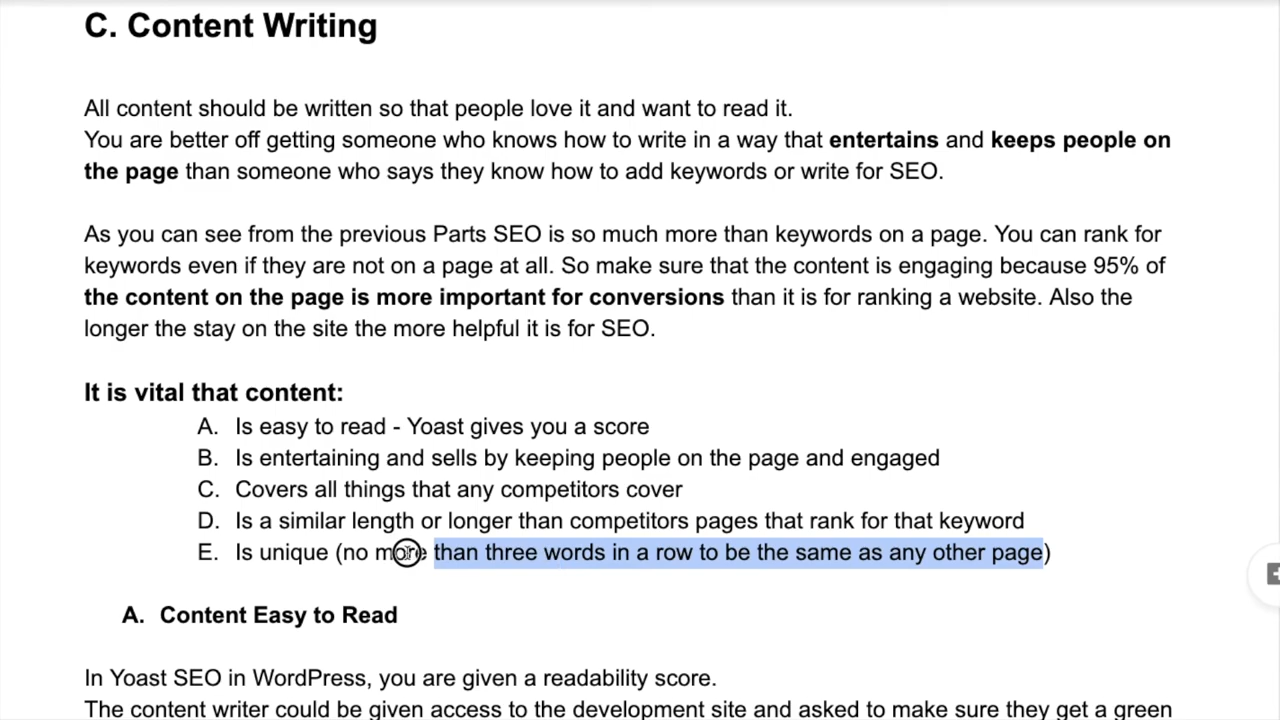 C. Content Writing
All content should be written so that people love it and want to read it.
You are better off getting someone who knows how to write in a way that entertains and keeps people on
the page than someone who says they know how to add keywords or write for SEO.
As you can see from the previous Parts SEO is so much more than keywords on a page. You can rank for
keywords even if they are not on a page at all. So make sure that the content is engaging because 95% of
the content on the page is more important for conversions than it is for ranking a website. Also the
longer the stay on the site the more helpful it is for SEO.
It is vital that content:
A. Is easy to read - Yoast gives you a score
B. Is entertaining and sells by keeping people on the page and engaged
C. Covers all things that any competitors cover
D. Is a similar length or longer than competitors pages that rank for that keyword
E. Is unique (no more than three words in a row to be the same as any other page)
A. Content Easy to Read
In Yoast SEO in WordPress, you are given a readability score.
The content writer could be given access to the development site and asked to make sure they get a green